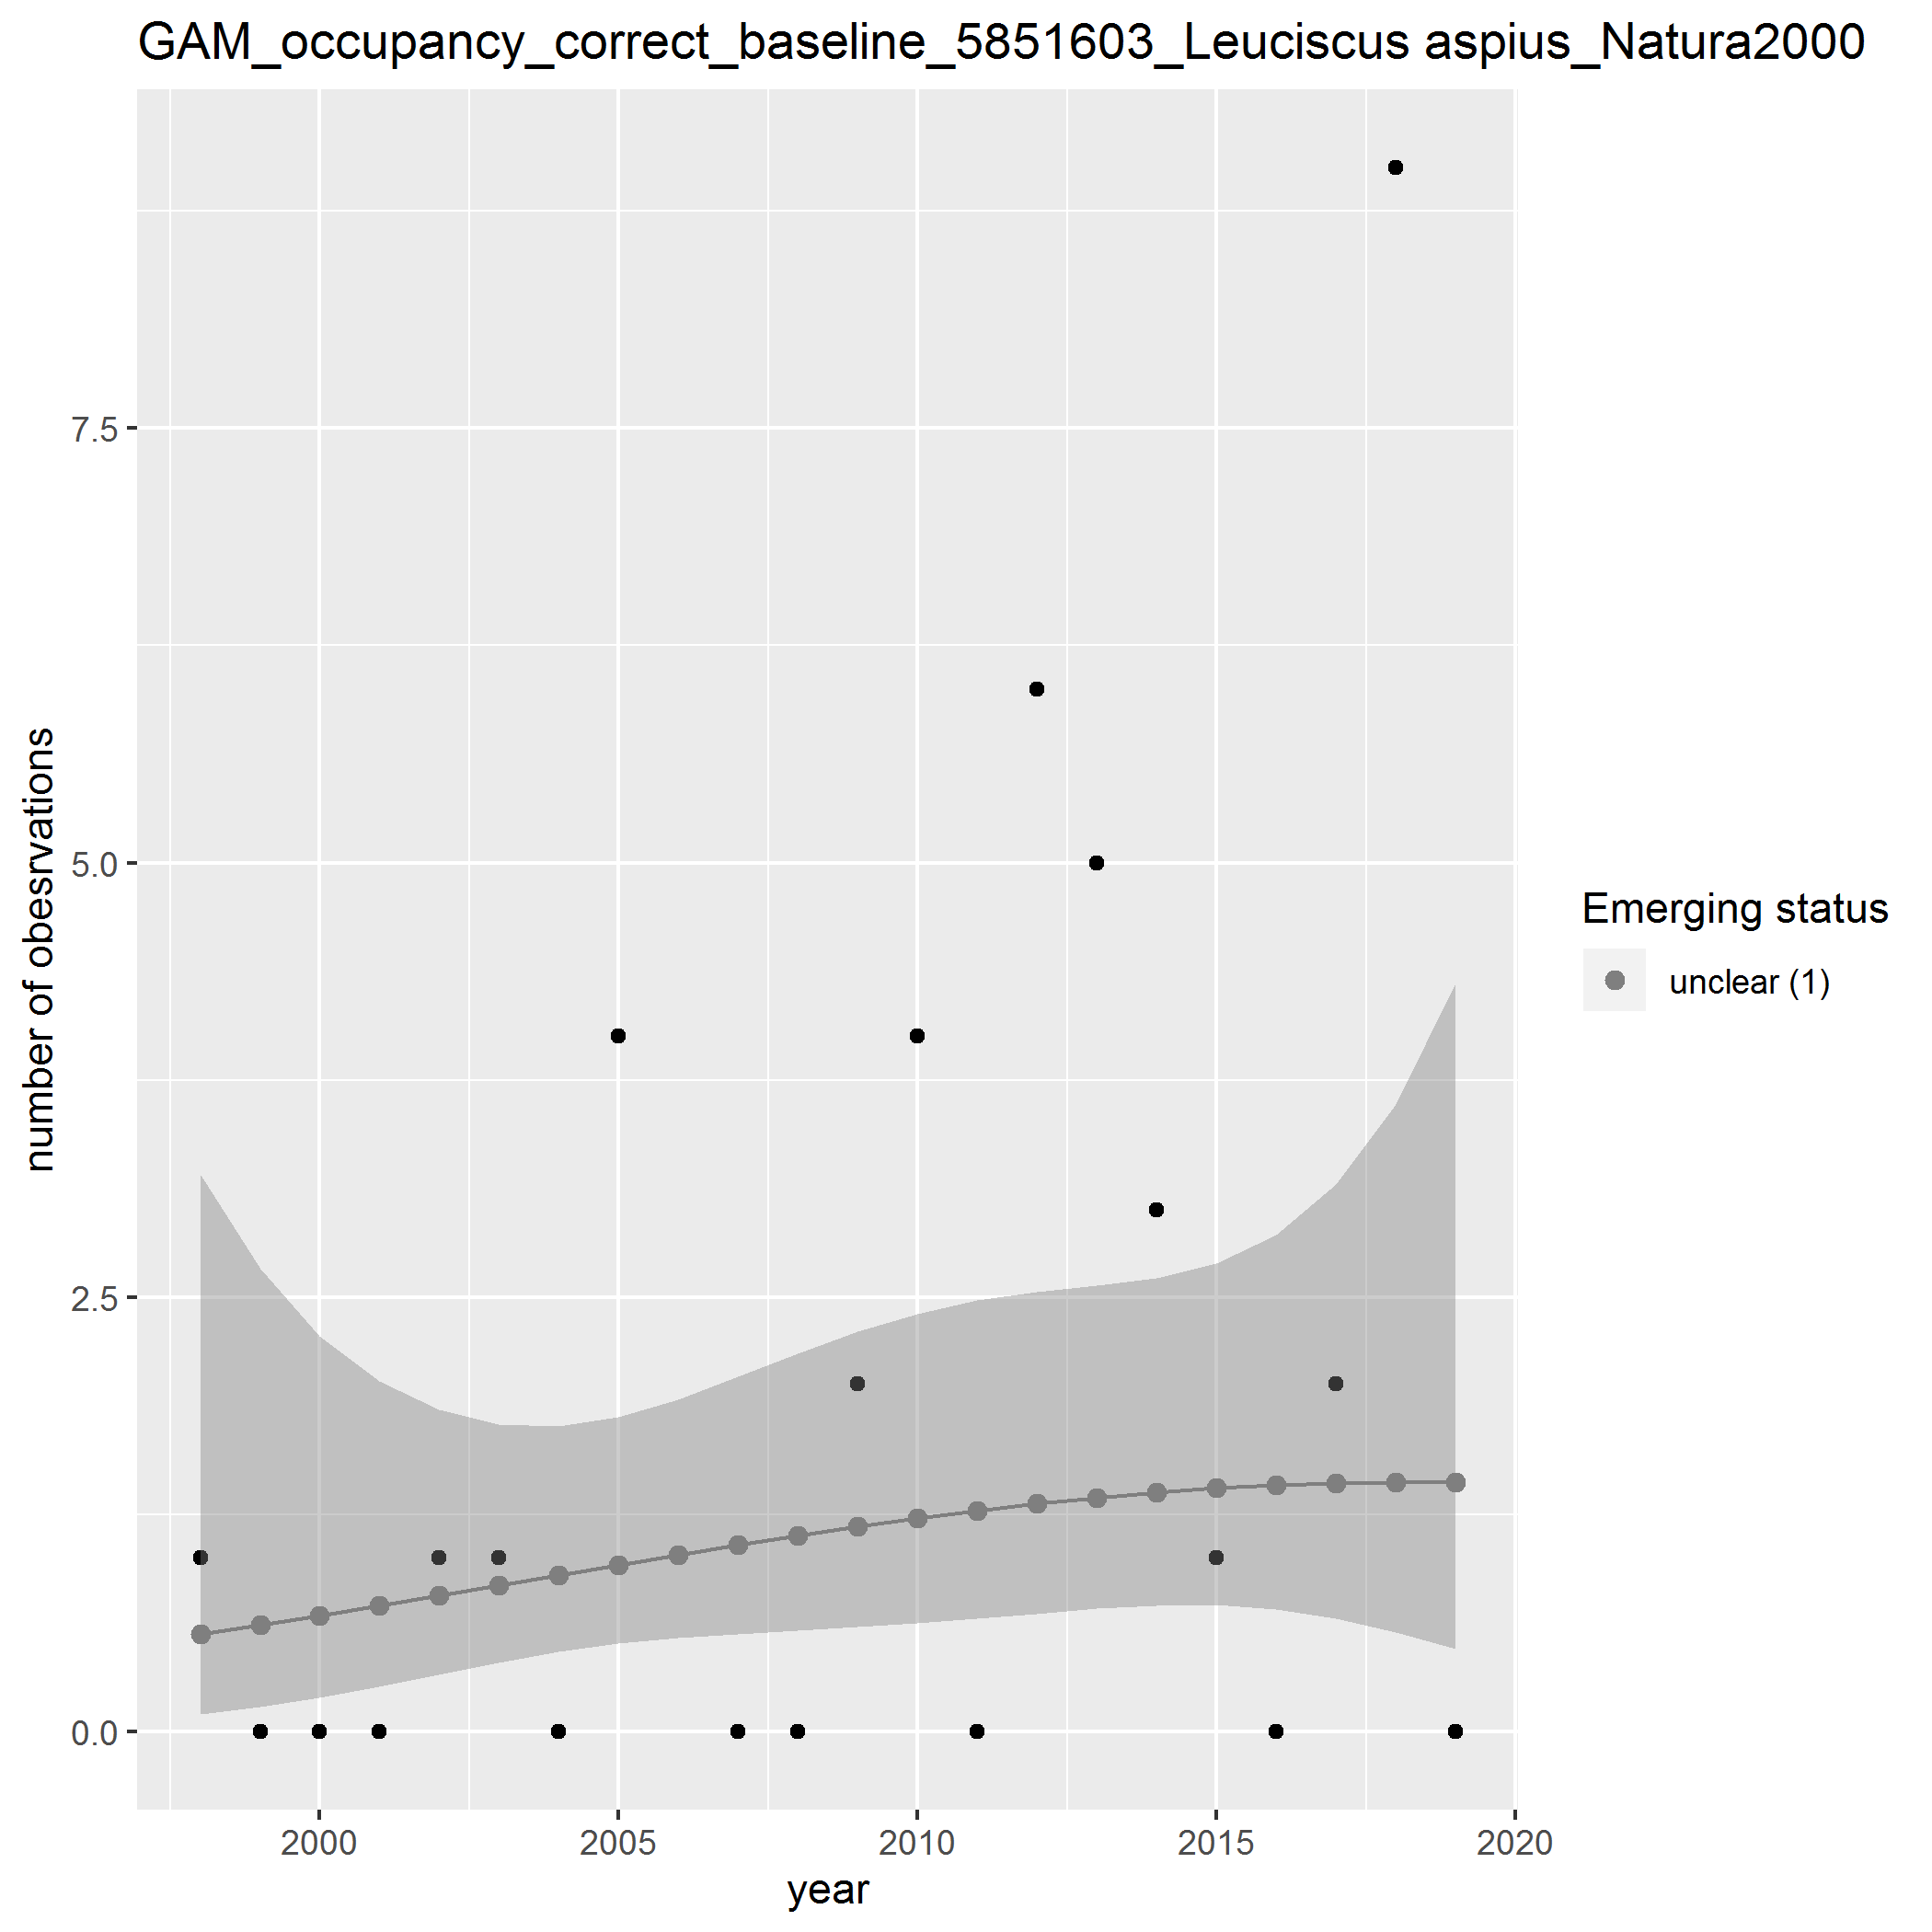 GAM_occupancy_correct_baseline_5851603_Leuciscus aspius_Natura2000
7.5
5.0
2.5
0.0
number of obesrvations
2000
2005
2010
2015
2020
year
Emerging status
unclear (1)